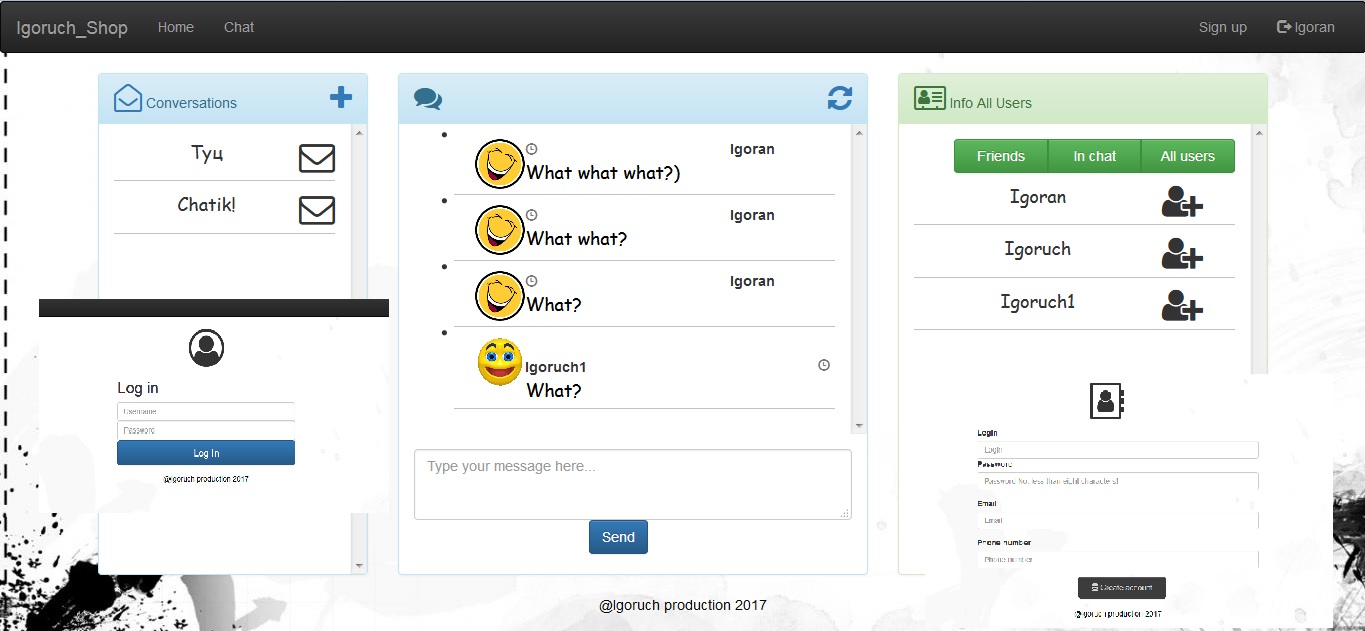 Igoruch_Shop Home Chat Sign up Igoran
Conversations
Туц
Chatik!
Igoran
What what what?)
Igoran
What what?
Igoran
What?
Igoruch1
What?
Type your message here...
Send
Info All Users
Friends In chat All users
Igoran
Igoruch
Igoruch1
Log in
Username
Password
Log In
@Igoruch production 2017
Login
Login
Password
Password No less than eight characters!
Email
Email
Phone number
Phone number
Create account
@Igoruch production 2017
@Igoruch production 2017